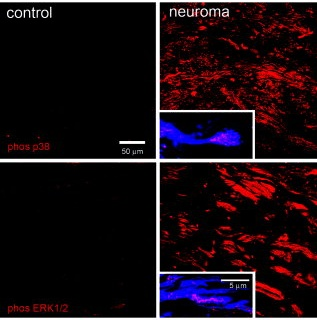 control
neuroma
phos p38
50 µm
phos ERK1/2
5 µm